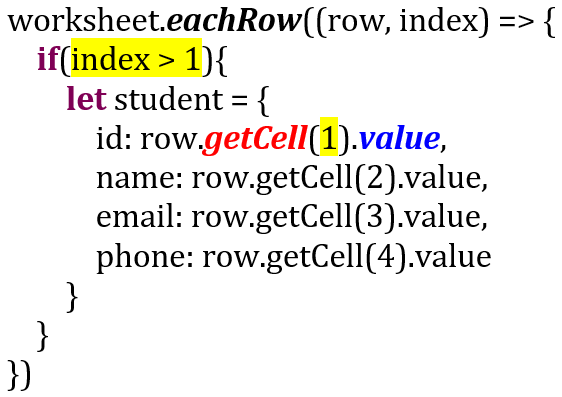 worksheet.eachRow((row, index) => {
    if(index > 1){
        let student = {
            id: row.getCell(1).value,
            name: row.getCell(2).value,
            email: row.getCell(3).value,
            phone: row.getCell(4).value
        }
    }
})